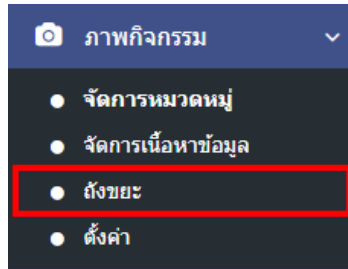 ภาพกิจกรรม
จัดการหมวดหมู่
จัดการเนื้อหาข้อมูล
ถังขยะ
ตั้งค่า